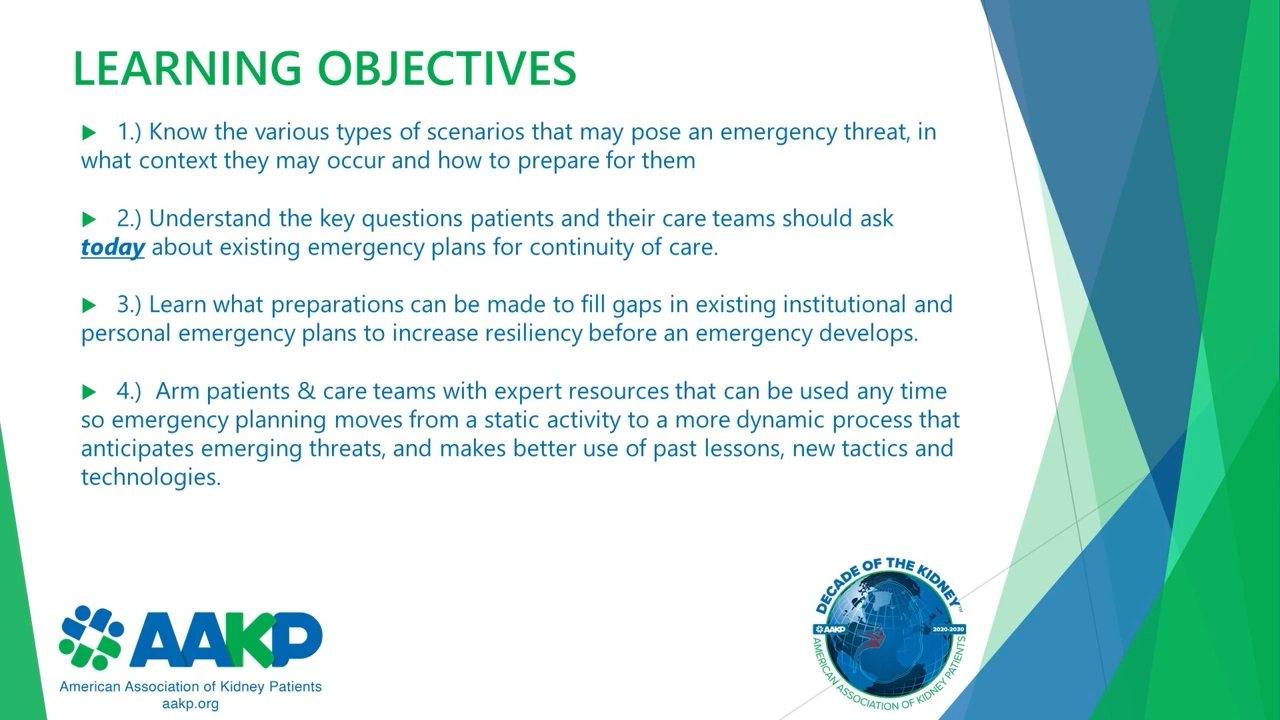 LEARNING OBJECTIVES
1.) Know the various types of scenarios that may pose an emergency threat, in
what context they may occur and how to prepare for them
2.) Understand the key questions patients and their care teams should ask
today about existing emergency plans for continuity of care.
3.) Learn what preparations can be made to fill gaps in existing institutional and
personal emergency plans to increase resiliency before an emergency develops.
4.) Arm patients & care teams with expert resources that can be used any time
so emergency planning moves from a static activity to a more dynamic process that
anticipates emerging threats, and makes better use of past lessons, new tactics and
technologies.
AAKP
American Association of Kidney Patients
aakp.org
DECADE OF THE KIDNEY™
AAKP
2020-2030
AMERICAN ASSOCIATION OF KIDNEY PATIENTS